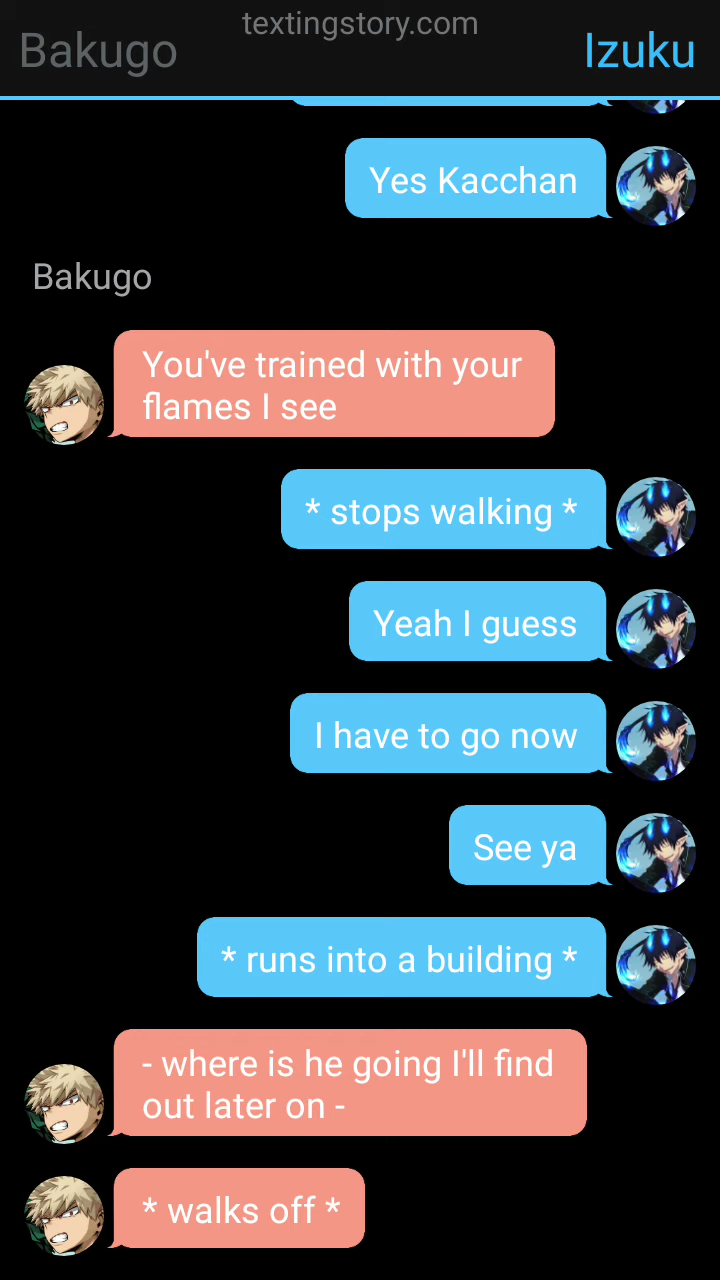 textingstory.com
Bakugo
Izuku
Yes Kacchan
Bakugo
You've trained with your
flames I see
* stops walking *
Yeah I guess
I have to go now
See ya
* runs into a building *
- where is he going I'll find
out later on -
* walks off *